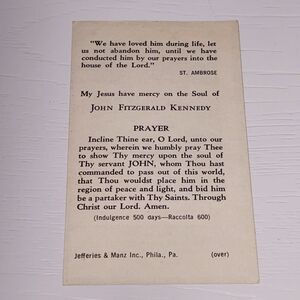 "We have loved him during life, let
us not abandon him, until we have
conducted him by our prayers into the
house of the Lord."
ST. AMBROSE
My Jesus have mercy on the Soul of
JOHN FITZGERALD KENNEDY
PRAYER
Incline Thine ear, O Lord, unto our
prayers, wherein we humbly pray Thee
to show Thy mercy upon the soul of
Thy servant JOHN, whom Thou hast
commanded to pass out of this world,
that Thou wouldst place him in the
region of peace and light, and bid him
be a partaker with Thy Saints. Through
Christ our Lord. Amen.
(Indulgence 500 days—Raccolta 600)
Jefferies & Manz Inc., Phila., Pa. (over)